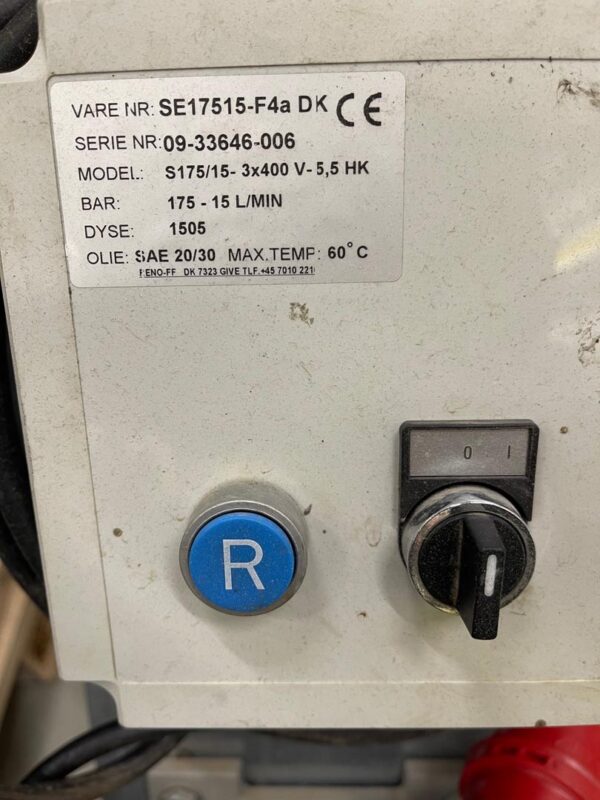 VARE NR: SE17515-F4a DK CE
SERIE NR: 09-33646-006
MODEL: S175/15- 3x400 V- 5,5 HK
BAR: 175 - 15 L/MIN
DYSE: 1505
OLIE: SAE 20/30 MAX.TEMP: 60° C
DK 7323 GIVE TLF.+45 7010 221
0 I
R